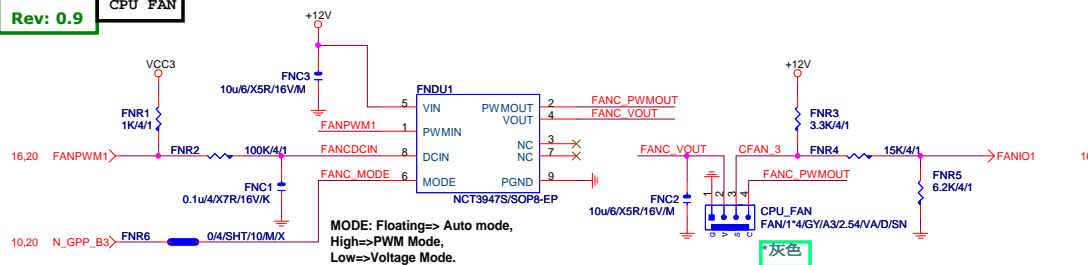 CPU FAN
Rev: 0.9
+12V
VCC3
FNC3
10u/6/X5R/16V/M
FNR1
1K/4/1
16,20 FANPWM1
FNR2
100K/4/1
FNC1
0.1u/4/X7R/16V/K
10,20 N_GPP_B3
FNR6
0/4/SHT/10/M/X
FANPWM1
FANCDCIN
FANC_MODE
FNDU1
5 VIN
1 PWMIN
8 DCIN
6 MODE
PWMOUT 2
VOUT 4
NC 3
NC 7
PGND 9
NCT3947S/SOP8-EP
FANC_PWMOUT
FANC_VOUT
MODE: Floating=> Auto mode,
High=>PWM Mode,
Low=>Voltage Mode.
+12V
FNR3
3.3K/4/1
FANC_VOUT
CFAN_3
FNR4
15K/4/1
FANIO1
16
FANC_PWMOUT
FNR5
6.2K/4/1
FNC2
10u/6/X5R/16V/M
1 2 3 4
G V S C
CPU_FAN
FAN/1*4/GY/A3/2.54/VA/D/SN
*灰色